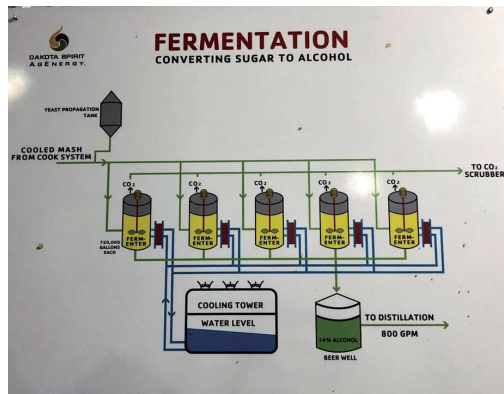 DAKOTA SPIRIT
AGENERGY.
FERMENTATION
CONVERTING SUGAR TO ALCOHOL
YEAST PROPAGATION
TANK
COOLED MASH
FROM COOK SYSTEM
TO CO₂
SCRUBBER
CO₂
CO₂
CO₂
CO₂
CO₂
FERM-
ENTER
FERM-
ENTER
FERM-
ENTER
FERM-
ENTER
FERM-
ENTER
750,000
GALLONS
EACH
COOLING TOWER
WATER LEVEL
14% ALCOHOL
BEER WELL
TO DISTILLATION
800 GPM